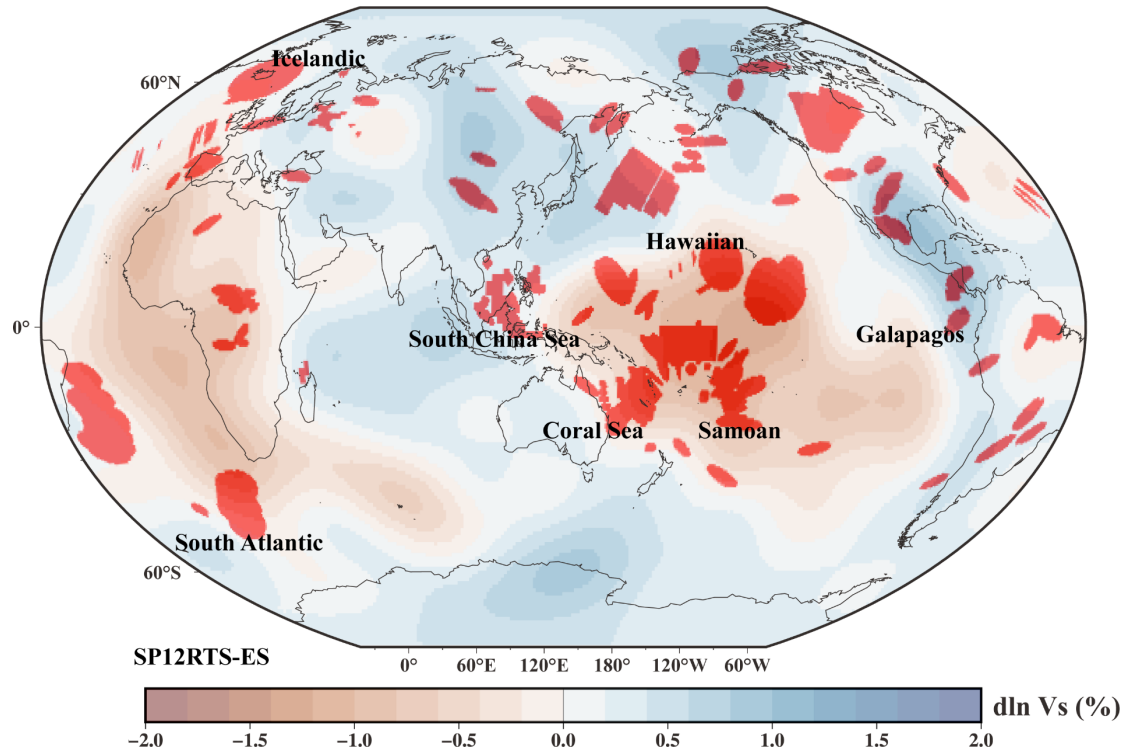 Icelandic
60°N
Hawaiian
0°
South China Sea
Galapagos
Coral Sea
Samoan
South Atlantic
60°S
SP12RTS-ES
0° 60°E 120°E 180° 120°W 60°W
dln Vs (%)
-2.0 -1.5 -1.0 -0.5 0.0 0.5 1.0 1.5 2.0